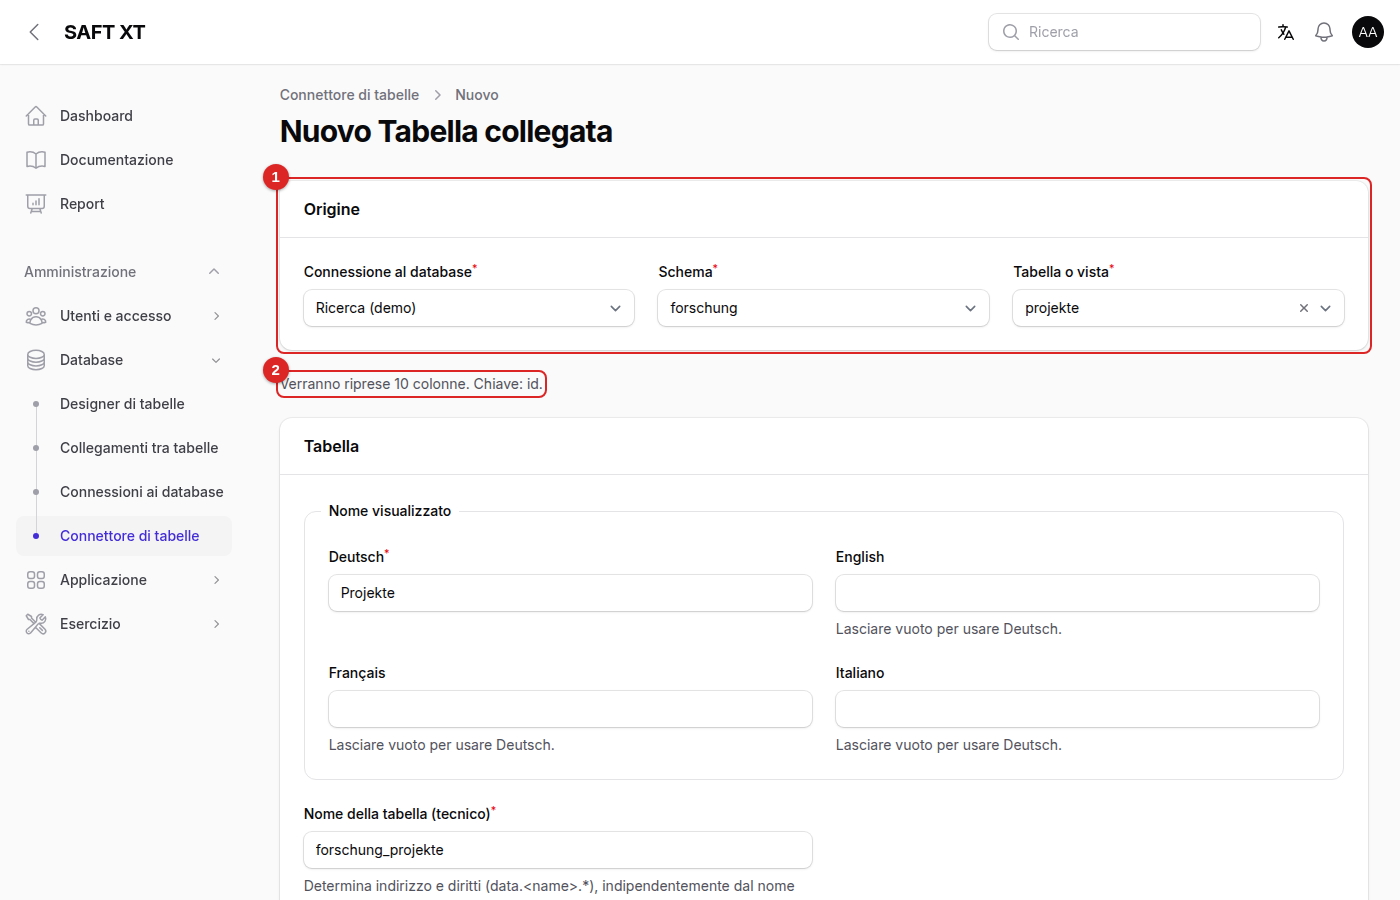 SAFT XT
Ricerca
AA
Dashboard
Documentazione
Report
Amministrazione
Utenti e accesso
Database
Designer di tabelle
Collegamenti tra tabelle
Connessioni ai database
Connettore di tabelle
Applicazione
Esercizio
Connettore di tabelle > Nuovo
Nuovo Tabella collegata
1
Origine
Connessione al database* Schema* Tabella o vista*
Ricerca (demo) forschung projekte
2
Verranno riprese 10 colonne. Chiave: id.
Tabella
Nome visualizzato
Deutsch* English
Projekte
Lasciare vuoto per usare Deutsch.
Français Italiano
Lasciare vuoto per usare Deutsch. Lasciare vuoto per usare Deutsch.
Nome della tabella (tecnico)*
forschung_projekte
Determina indirizzo e diritti (data.<name>.*), indipendentemente dal nome